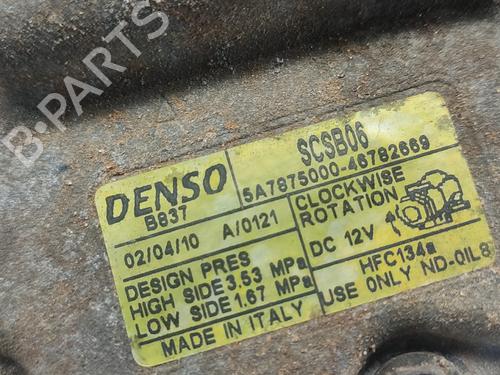 B-PARTS
DENSO
B837
SCSB06
5A7875000-46782669
02/04/10 A/0121
CLOCKWISE
ROTATION
DC 12V
DESIGN PRES
HIGH SIDE 3.53 MPa
LOW SIDE 1.67 MPa
HFC134a
USE ONLY ND-OIL8
MADE IN ITALY